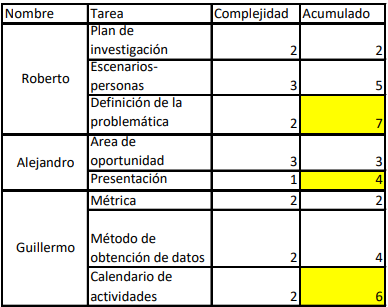 Nombre Tarea Complejidad Acumulado
Roberto
Plan de
investigación 2 2
Escenarios-
personas 3 5
Definición de la
problemática 2 7
Alejandro
Area de
oportunidad 3 3
Presentación 1 4
Guillermo
Métrica 2 2
Método de
obtención de datos 2 4
Calendario de
actividades 2 6